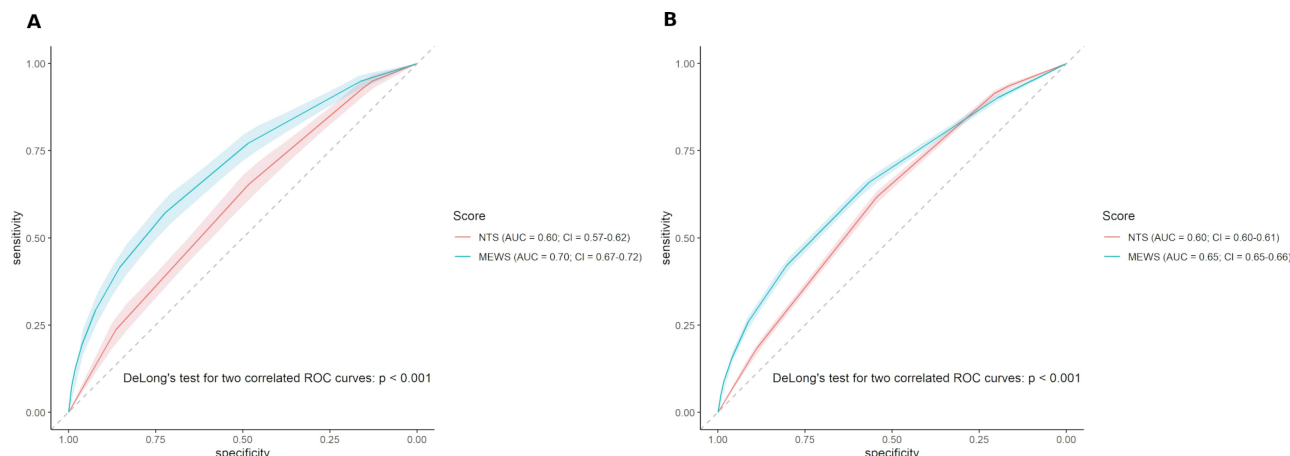 A
1.00
0.75
0.50
0.25
0.00
sensitivity
1.00
0.75
0.50
0.25
0.00
specificity
DeLong's test for two correlated ROC curves: p < 0.001
Score
NTS (AUC = 0.60; CI = 0.57-0.62)
MEWS (AUC = 0.70; CI = 0.67-0.72)
B
1.00
0.75
0.50
0.25
0.00
sensitivity
1.00
0.75
0.50
0.25
0.00
specificity
DeLong's test for two correlated ROC curves: p < 0.001
Score
NTS (AUC = 0.60; CI = 0.60-0.61)
MEWS (AUC = 0.65; CI = 0.65-0.66)